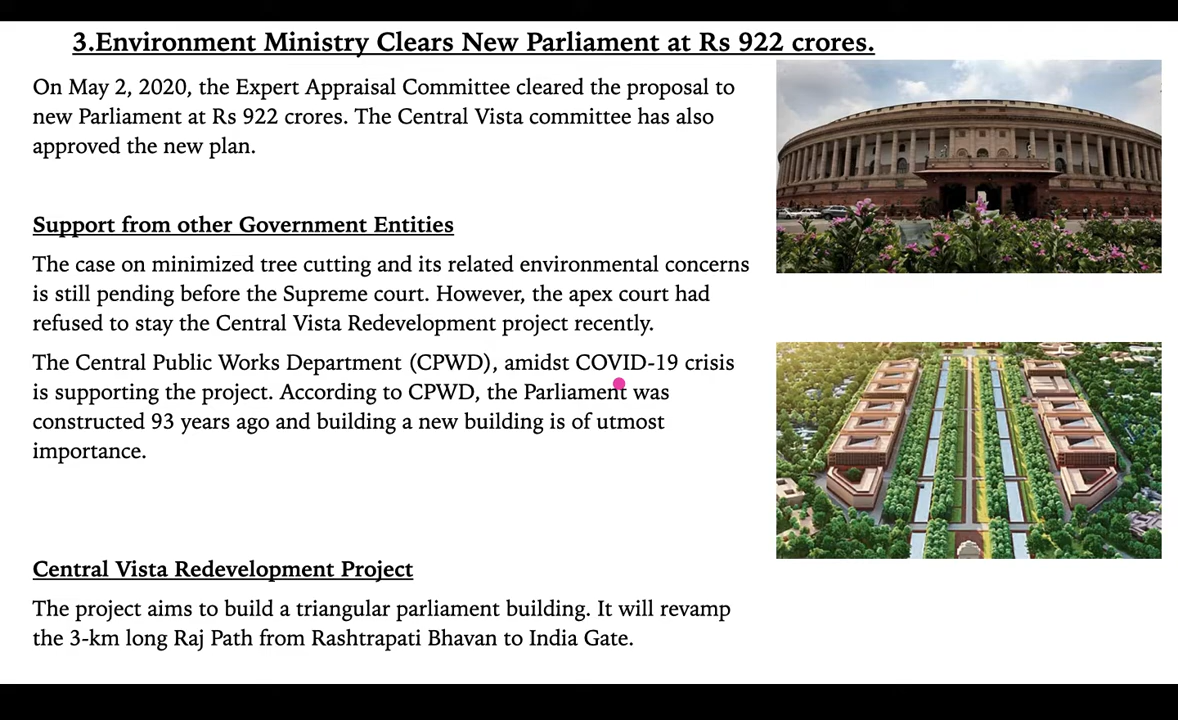 3.Environment Ministry Clears New Parliament at Rs 922 crores.
On May 2, 2020, the Expert Appraisal Committee cleared the proposal to
new Parliament at Rs 922 crores. The Central Vista committee has also
approved the new plan.
Support from other Government Entities
The case on minimized tree cutting and its related environmental concerns
is still pending before the Supreme court. However, the apex court had
refused to stay the Central Vista Redevelopment project recently.
The Central Public Works Department (CPWD), amidst COVID-19 crisis
is supporting the project. According to CPWD, the Parliament was
constructed 93 years ago and building a new building is of utmost
importance.
Central Vista Redevelopment Project
The project aims to build a triangular parliament building. It will revamp
the 3-km long Raj Path from Rashtrapati Bhavan to India Gate.